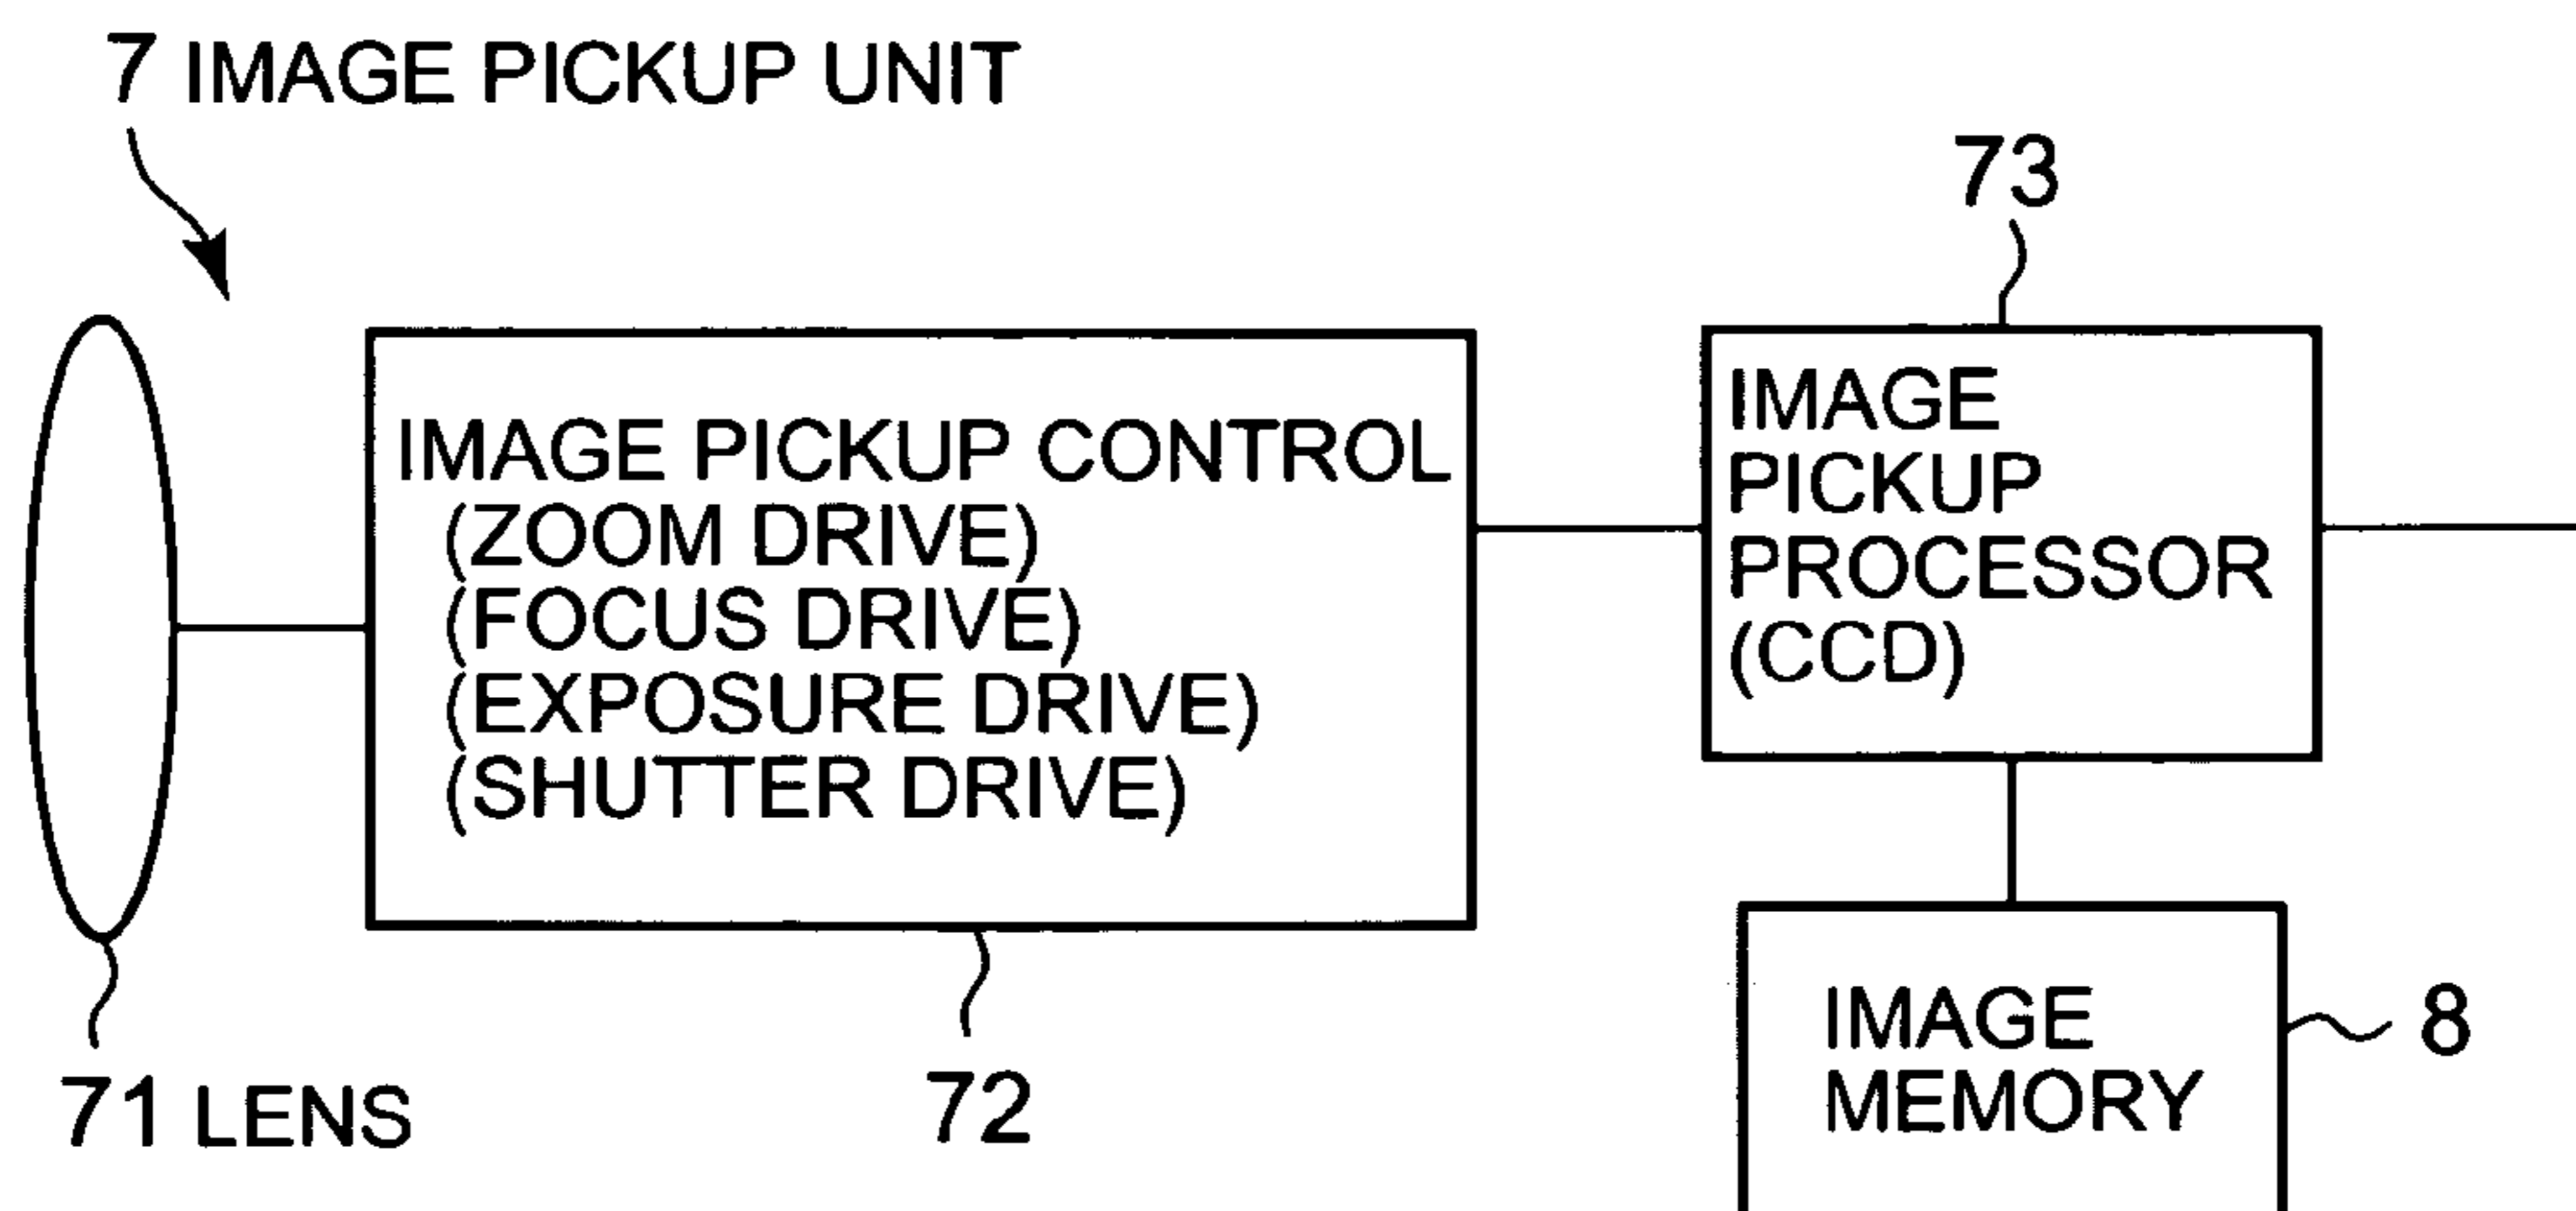 7 IMAGE PICKUP UNIT
73
IMAGE PICKUP CONTROL
(ZOOM DRIVE)
(FOCUS DRIVE)
(EXPOSURE DRIVE)
(SHUTTER DRIVE)
IMAGE
PICKUP
PROCESSOR
(CCD)
71 LENS
72
IMAGE
MEMORY
8